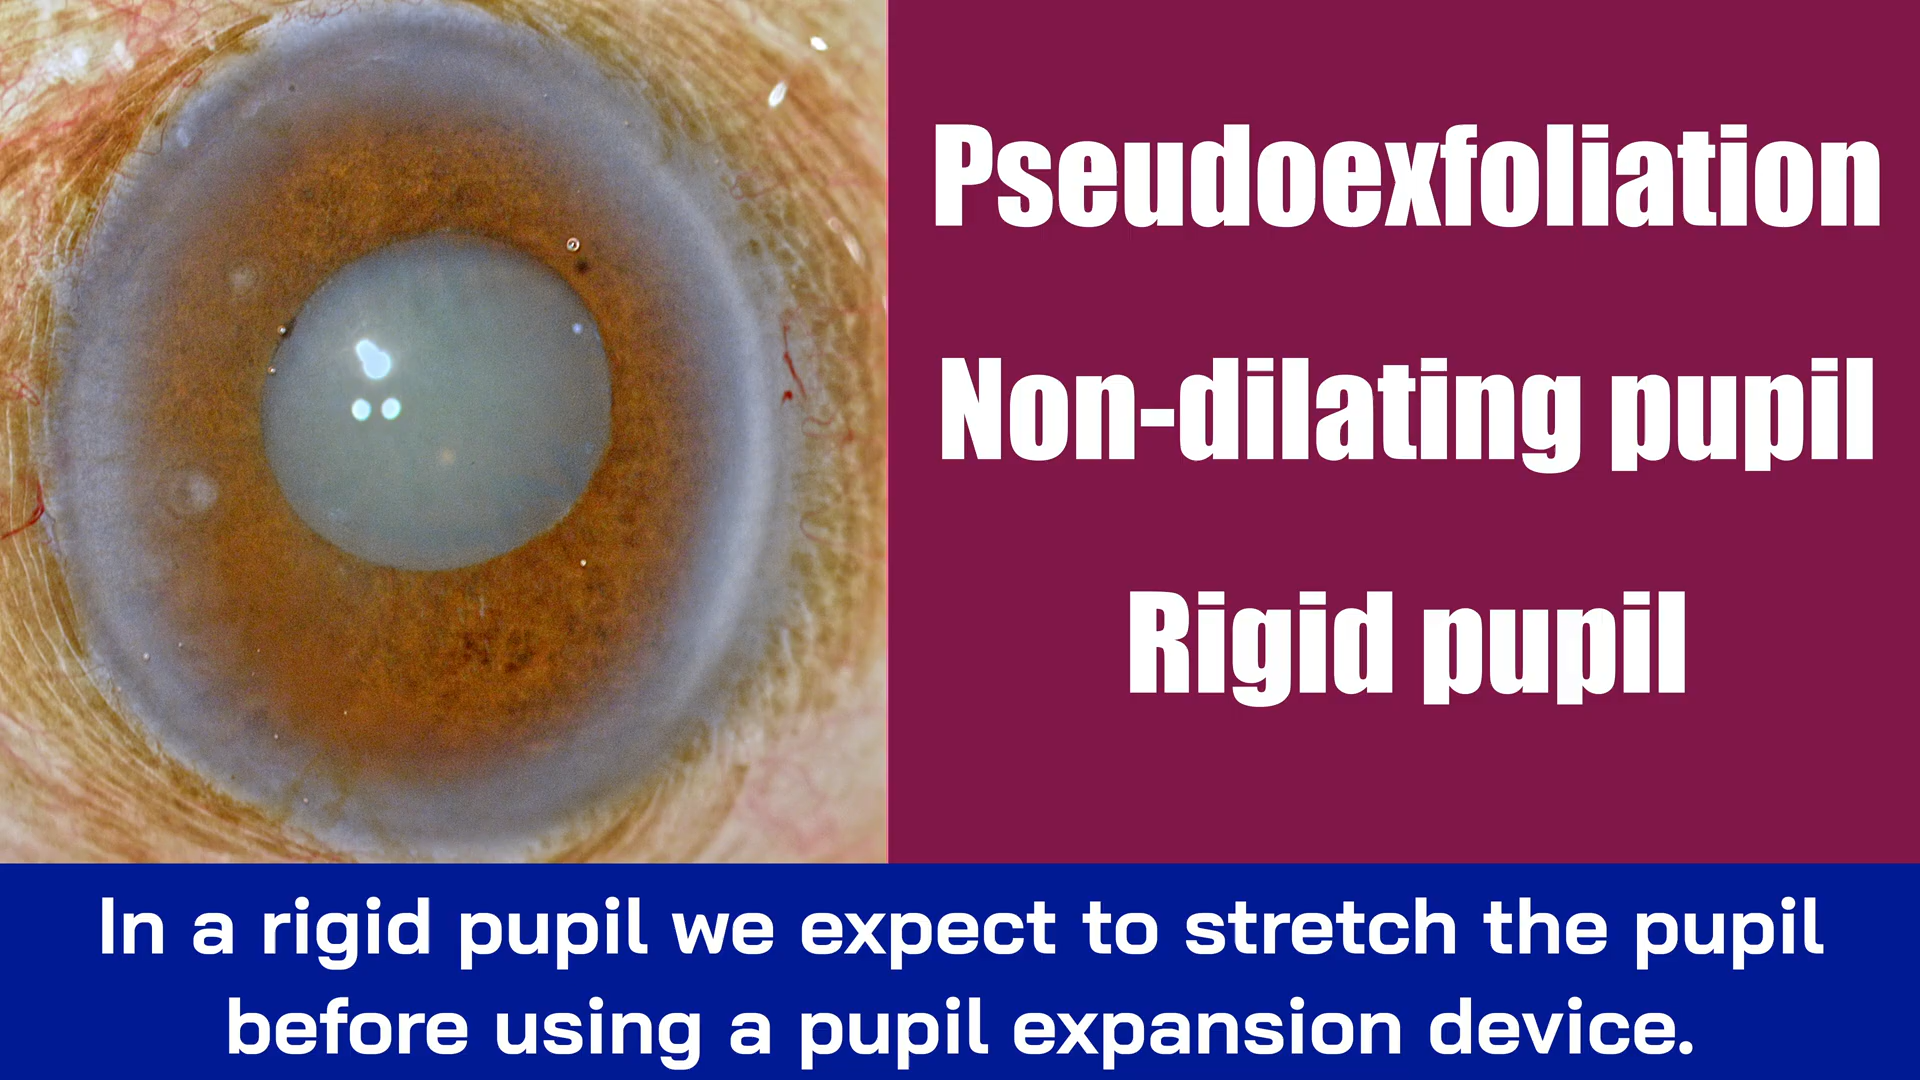 Pseudoexfoliation
Non-dilating pupil
Rigid pupil
In a rigid pupil we expect to stretch the pupil
before using a pupil expansion device.